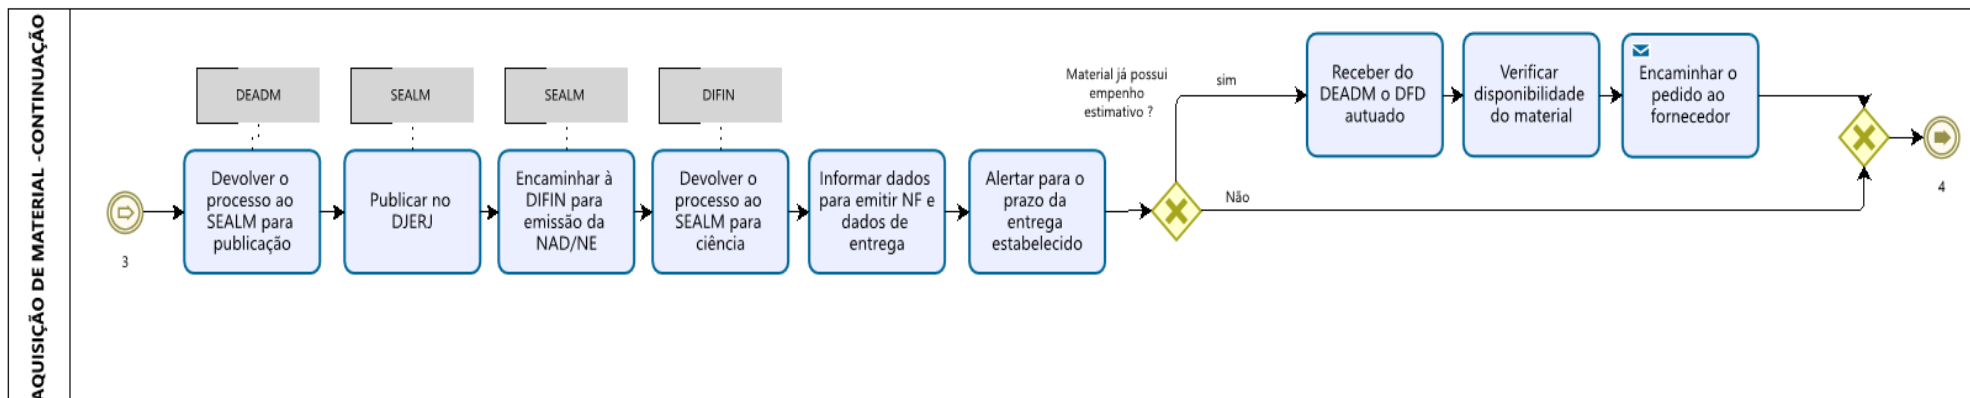 AQUISIÇÃO DE MATERIAL -CONTINUAÇÃO
3
DEADM
Devolver o
processo ao
SEALM para
publicação
SEALM
Publicar no
DJERJ
SEALM
Encaminhar à
DIFIN para
emissão da
NAD/NE
DIFIN
Devolver o
processo ao
SEALM para
ciência
Informar dados
para emitir NF e
dados de
entrega
Alertar para o
prazo da
entrega
estabelecido
Material já possui
empenho
estimativo ?
sim
Receber do
DEADM o DFD
autuado
Verificar
disponibilidade
do material
Encaminhar o
pedido ao
fornecedor
Não
4